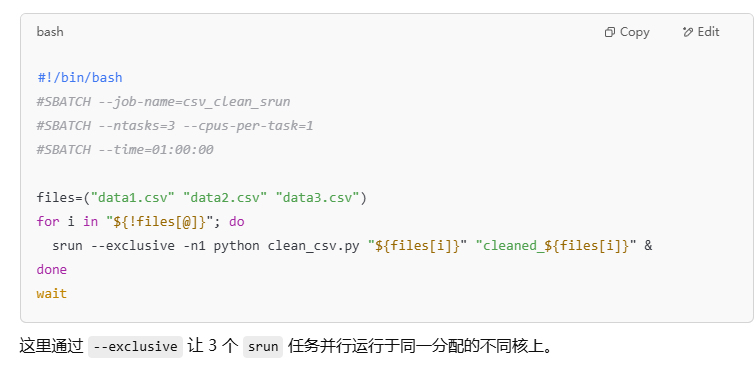 bash
Copy
Edit
#!/bin/bash
#SBATCH --job-name=csv_clean_srun
#SBATCH --ntasks=3 --cpus-per-task=1
#SBATCH --time=01:00:00
files=("data1.csv" "data2.csv" "data3.csv")
for i in "${!files[@]}"; do
  srun --exclusive -n1 python clean_csv.py "${files[i]}" "cleaned_${files[i]}" &
done
wait
这里通过 --exclusive 让 3 个 srun 任务并行运行于同一分配的不同核上。